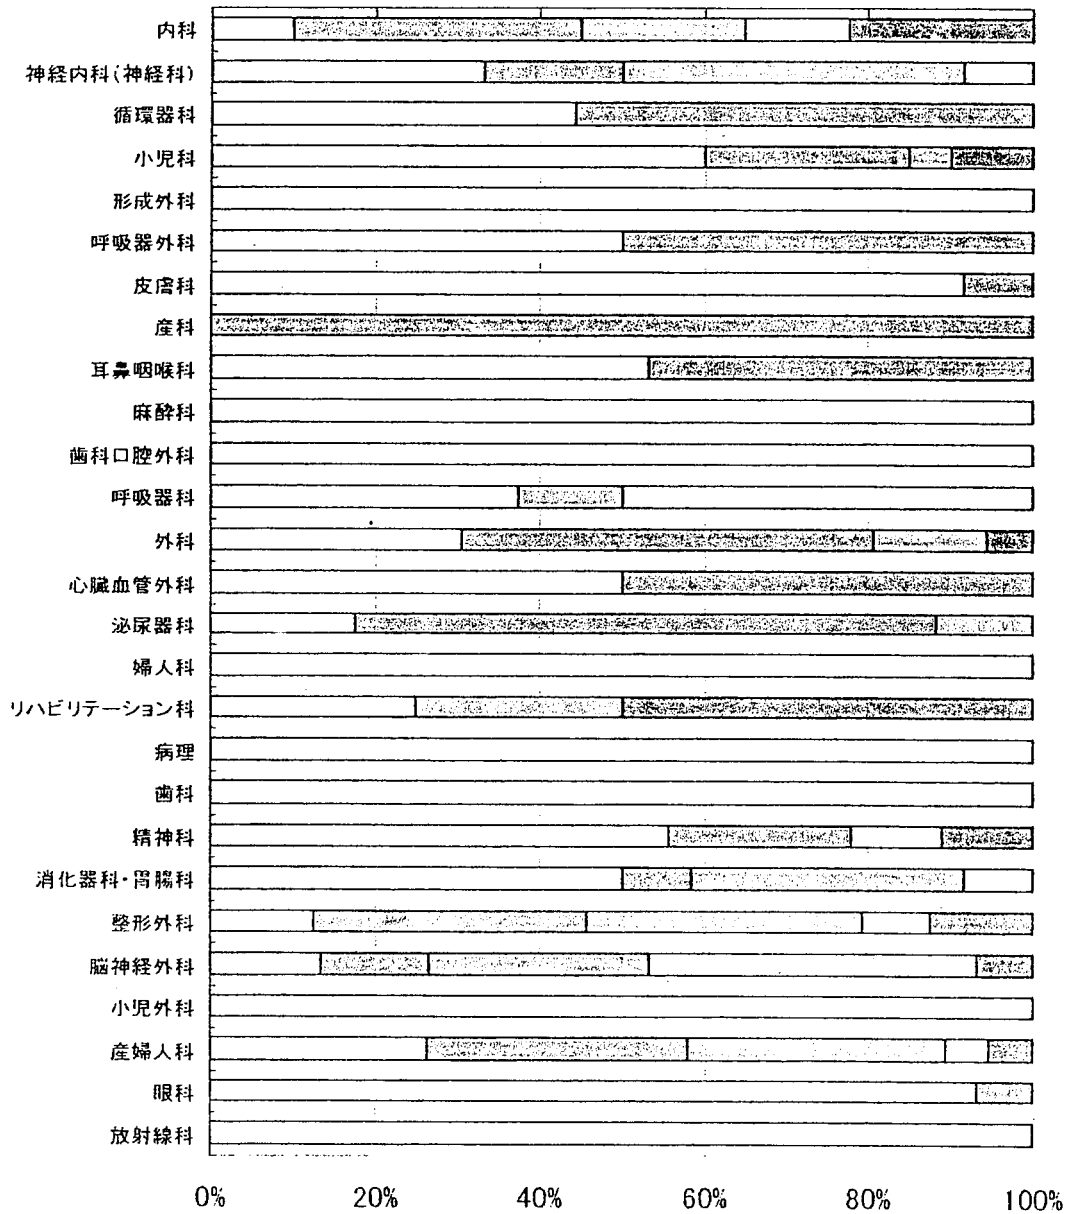 内科
神経内科(神経科)
循環器科
小児科
形成外科
呼吸器外科
皮膚科
産科
耳鼻咽喉科
麻酔科
歯科口腔外科
呼吸器科
外科
心臓血管外科
泌尿器科
婦人科
リハビリテーション科
病理
歯科
精神科
消化器科・胃腸科
整形外科
脳神経外科
小児外科
産婦人科
眼科
放射線科
0% 20% 40% 60% 80% 100%